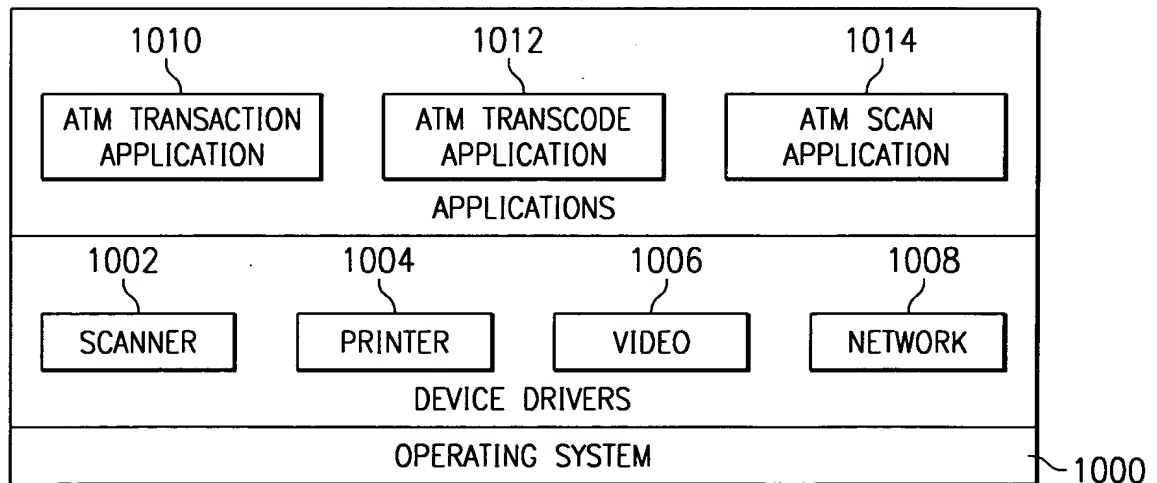 1010 1012 1014
ATM TRANSACTION APPLICATION
ATM TRANSCODE APPLICATION
ATM SCAN APPLICATION
APPLICATIONS
1002 1004 1006 1008
SCANNER PRINTER VIDEO NETWORK
DEVICE DRIVERS
OPERATING SYSTEM
1000